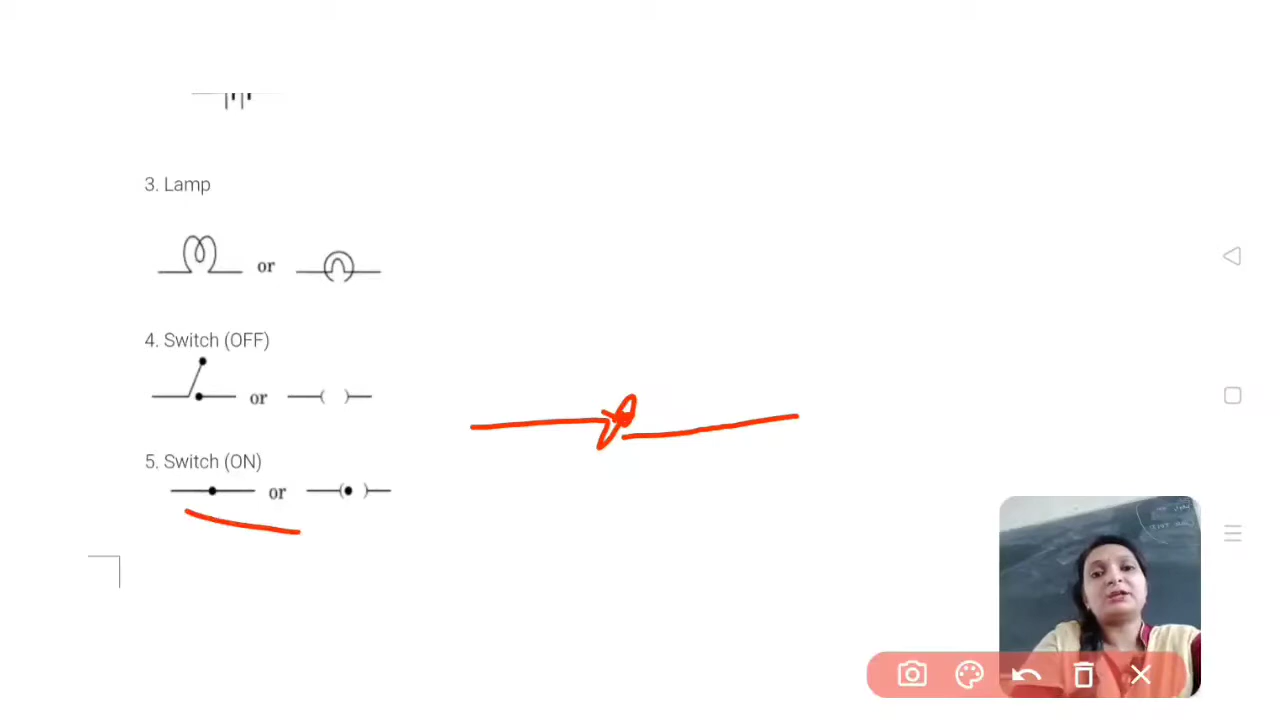 3. Lamp
or
4. Switch (OFF)
or
5. Switch (ON)
or